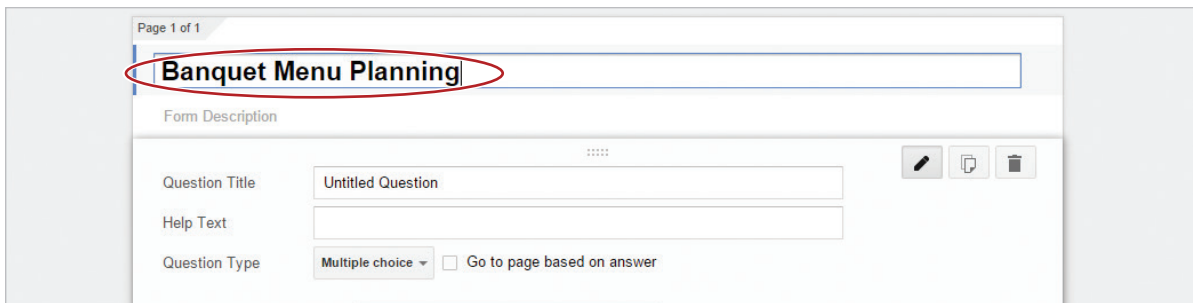 Page 1 of 1
Banquet Menu Planning
Form Description
Question Title Untitled Question
Help Text
Question Type Multiple choice Go to page based on answer